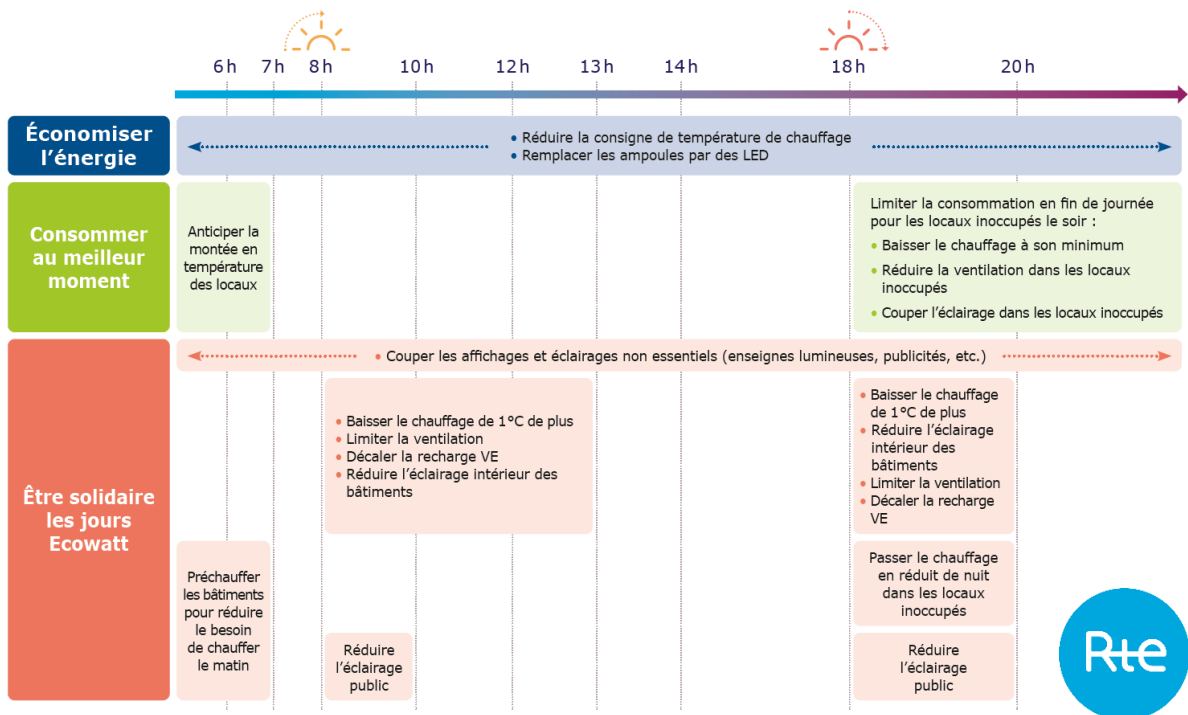 6h 7h 8h 10h 12h 13h 14h 18h 20h
Économiser
l'énergie
• Réduire la consigne de température de chauffage
• Remplacer les ampoules par des LED
Consommer
au meilleur
moment
Anticiper la
montée en
température
des locaux
Limiter la consommation en fin de journée
pour les locaux inoccupés le soir :
• Baisser le chauffage à son minimum
• Réduire la ventilation dans les locaux
inoccupés
• Couper l'éclairage dans les locaux inoccupés
Être solidaire
les jours
Ecowatt
• Couper les affichages et éclairages non essentiels (enseignes lumineuses, publicités, etc.)
• Baisser le chauffage de 1°C de plus
• Limiter la ventilation
• Décaler la recharge VE
• Réduire l'éclairage intérieur des
bâtiments
• Baisser le chauffage
de 1°C de plus
• Réduire l'éclairage
intérieur des
bâtiments
• Limiter la ventilation
• Décaler la recharge
VE
Préchauffer
les bâtiments
pour réduire
le besoin
de chauffer
le matin
Passer le chauffage
en réduit de nuit
dans les locaux
inoccupés
Réduire
l'éclairage
public
Réduire
l'éclairage
public
Rte